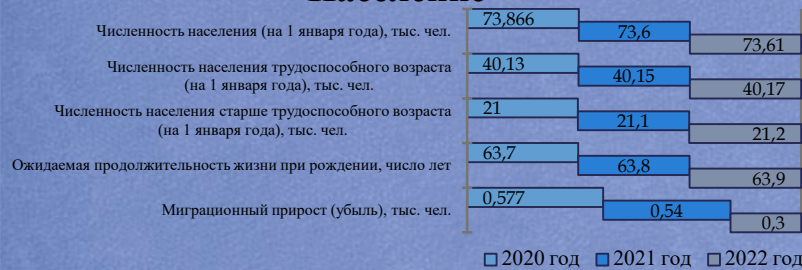 Численность населения (на 1 января года), тыс. чел.
73,866
73,6
73,61
Численность населения трудоспособного возраста
(на 1 января года), тыс. чел.
40,13
40,15
40,17
Численность населения старше трудоспособного возраста
(на 1 января года), тыс. чел.
21
21,1
21,2
Ожидаемая продолжительность жизни при рождении, число лет
63,7
63,8
63,9
Миграционный прирост (убыль), тыс. чел.
0,577
0,54
0,3
2020 год 2021 год 2022 год